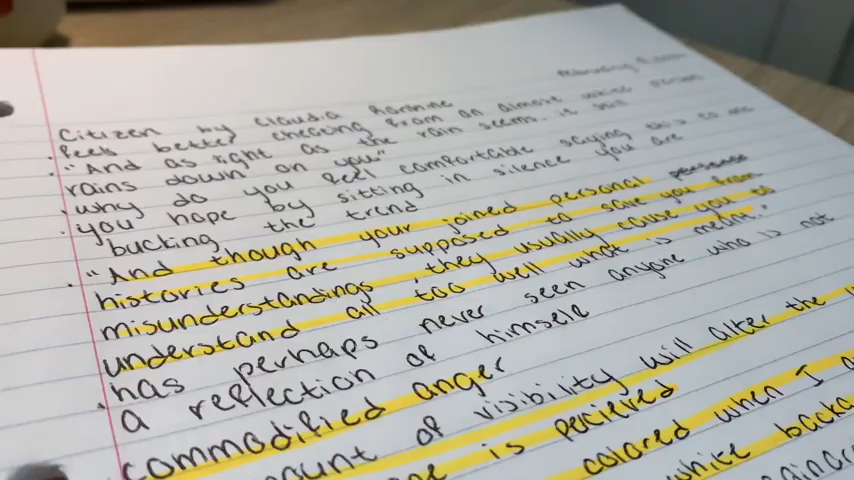 Citizen by Claudia Rankine
· feels better cheating from an almost white person
· "And as light as the rain seems it still
rains down on you"
· why do you feel comfortable saying this to me
· you hope by sitting in silence you are
bucking the trend
· "And though your joined personal
histories are supposed to save you from
misunderstandings, they usually cause you to
understand all too well what is meant."
· has perhaps never seen anyone who is not
a reflection of himself
commodified anger
of visibility will alter the
is percieved
colored when I
white